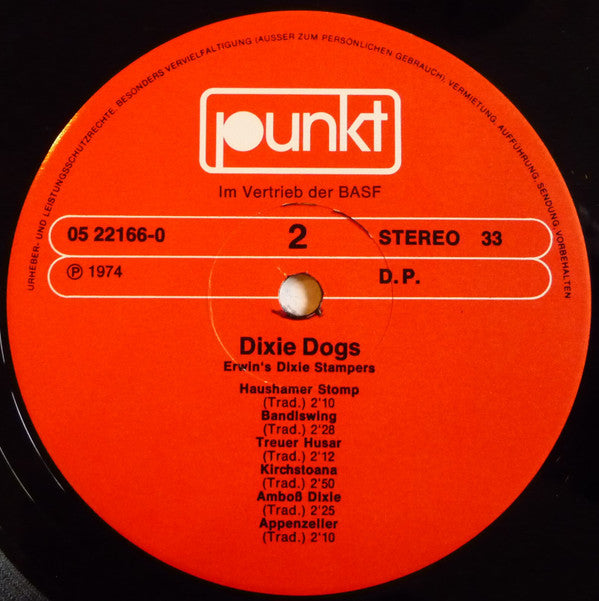 URHEBER- UND LEISTUNGSSCHUTZRECHTE, BESONDERS VERVIELFÄLTIGUNG (AUSSER ZUM PERSÖNLICHEN GEBRAUCH), VERMIETUNG, AUFFÜHRUNG, SENDUNG, VORBEHALTEN
punkt
Im Vertrieb der BASF
05 22166-0 2 STEREO 33
℗ 1974 D.P.
Dixie Dogs
Erwin's Dixie Stampers
Haushamer Stomp
(Trad.) 2'10
Bandlswing
(Trad.) 2'28
Treuer Husar
(Trad.) 2'12
Kirchstoana
(Trad.) 2'50
Amboß Dixie
(Trad.) 2'25
Appenzeller
(Trad.) 2'10